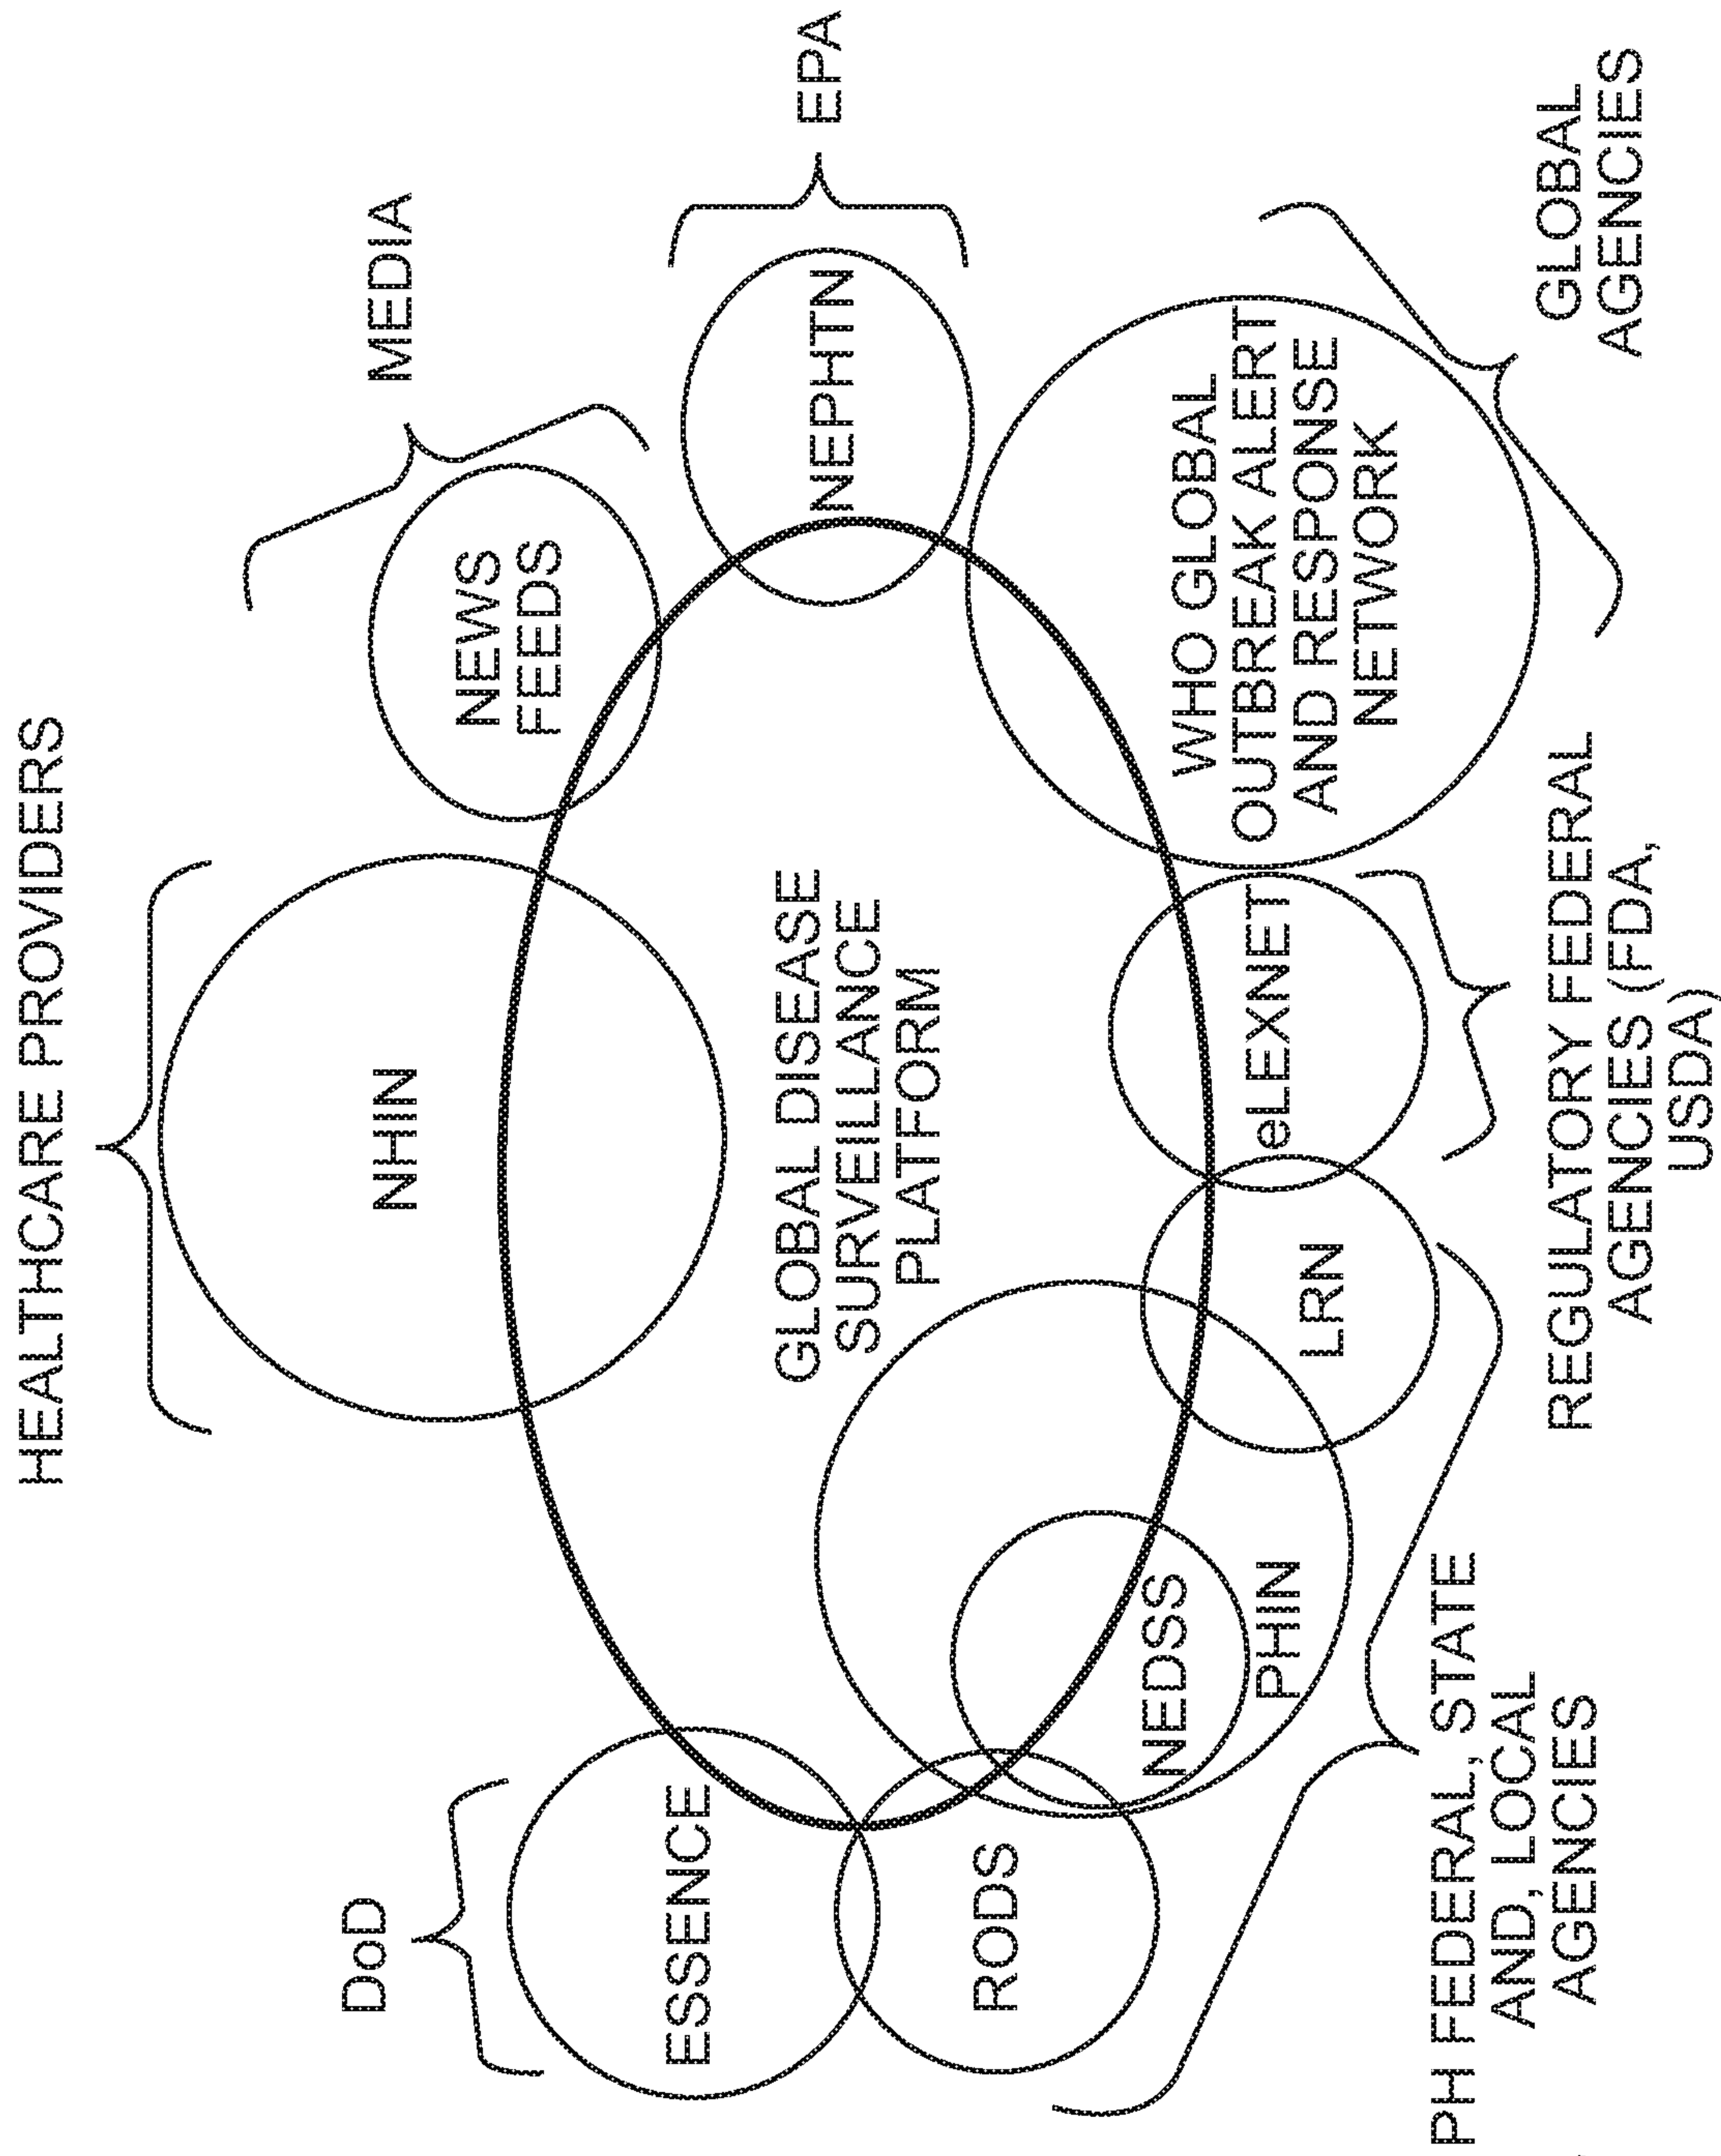 HEALTHCARE PROVIDERS
MEDIA
DoD
NHIN
NEWS
FEEDS
EPA
ESSENCE
GLOBAL DISEASE
SURVEILLANCE
PLATFORM
NEPHTN
RODS
NEDSS
PHIN
LRN
eLEXNET
WHO GLOBAL
OUTBREAK ALERT
AND RESPONSE
NETWORK
PH FEDERAL, STATE
AND, LOCAL
AGENCIES
REGULATORY FEDERAL
AGENCIES (FDA,
USDA)
GLOBAL
AGENCIES